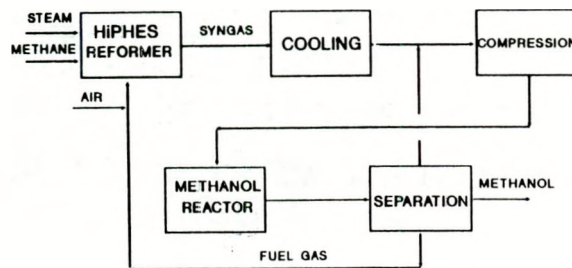 STEAM
METHANE
HiPHES
REFORMER
SYNGAS
COOLING
COMPRESSION
AIR
METHANOL
REACTOR
SEPARATION
METHANOL
FUEL GAS